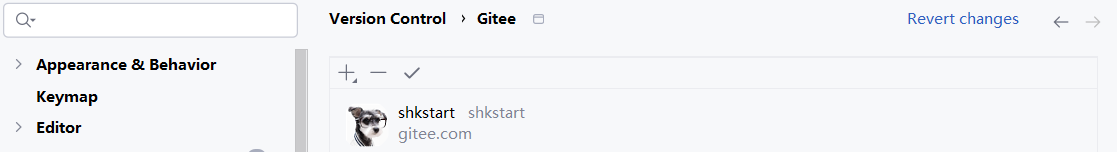 Version Control › Gitee
Revert changes
Appearance & Behavior
Keymap
Editor
shkstart shkstart
gitee.com